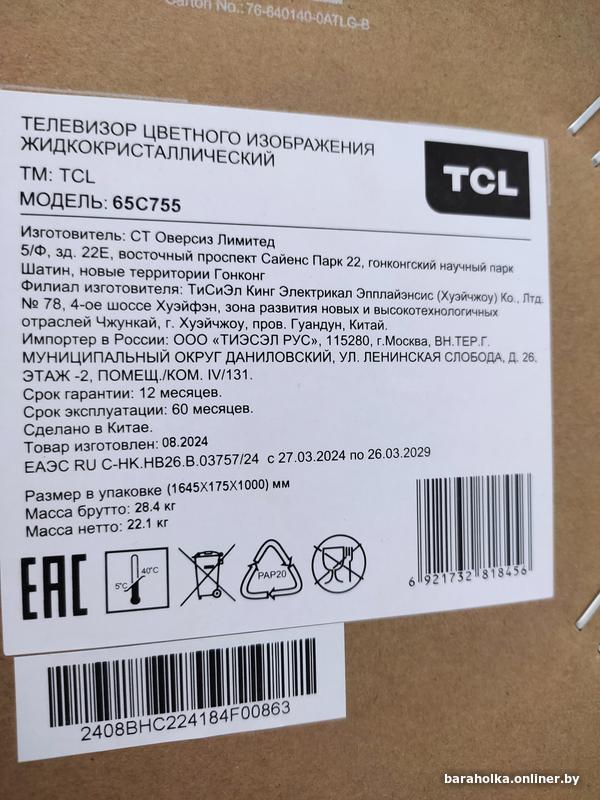 Carton No.:76-640140-0ATLG-B
ТЕЛЕВИЗОР ЦВЕТНОГО ИЗОБРАЖЕНИЯ
ЖИДКОКРИСТАЛЛИЧЕСКИЙ
ТМ: TCL
МОДЕЛЬ: 65C755
TCL
Изготовитель: СТ Оверсиз Лимитед
5/Ф, зд. 22Е, восточный проспект Сайенс Парк 22, гонконгский научный парк
Шатин, новые территории Гонконг
Филиал изготовителя: ТиСиЭл Кинг Электрикал Эпплайэнсис (Хуэйчжоу) Ко., Лтд.
№ 78, 4-ое шоссе Хуэйфэн, зона развития новых и высокотехнологичных
отраслей Чжункай, г. Хуэйчжоу, пров. Гуандун, Китай.
Импортер в России: ООО «ТИЭСЭЛ РУС», 115280, г.Москва, ВН.ТЕР.Г.
МУНИЦИПАЛЬНЫЙ ОКРУГ ДАНИЛОВСКИЙ, УЛ. ЛЕНИНСКАЯ СЛОБОДА, Д. 26,
ЭТАЖ -2, ПОМЕЩ./КОМ. IV/131.
Срок гарантии: 12 месяцев.
Срок эксплуатации: 60 месяцев.
Сделано в Китае.
Товар изготовлен: 08.2024
ЕАЭС RU C-HK.HB26.B.03757/24 с 27.03.2024 по 26.03.2029
Размер в упаковке (1645X175X1000) мм
Масса брутто: 28.4 кг
Масса нетто: 22.1 кг
EAC
5°C
40°C
PAP20
6 921732 818456
2408BHC224184F00863
baraholka.onliner.by